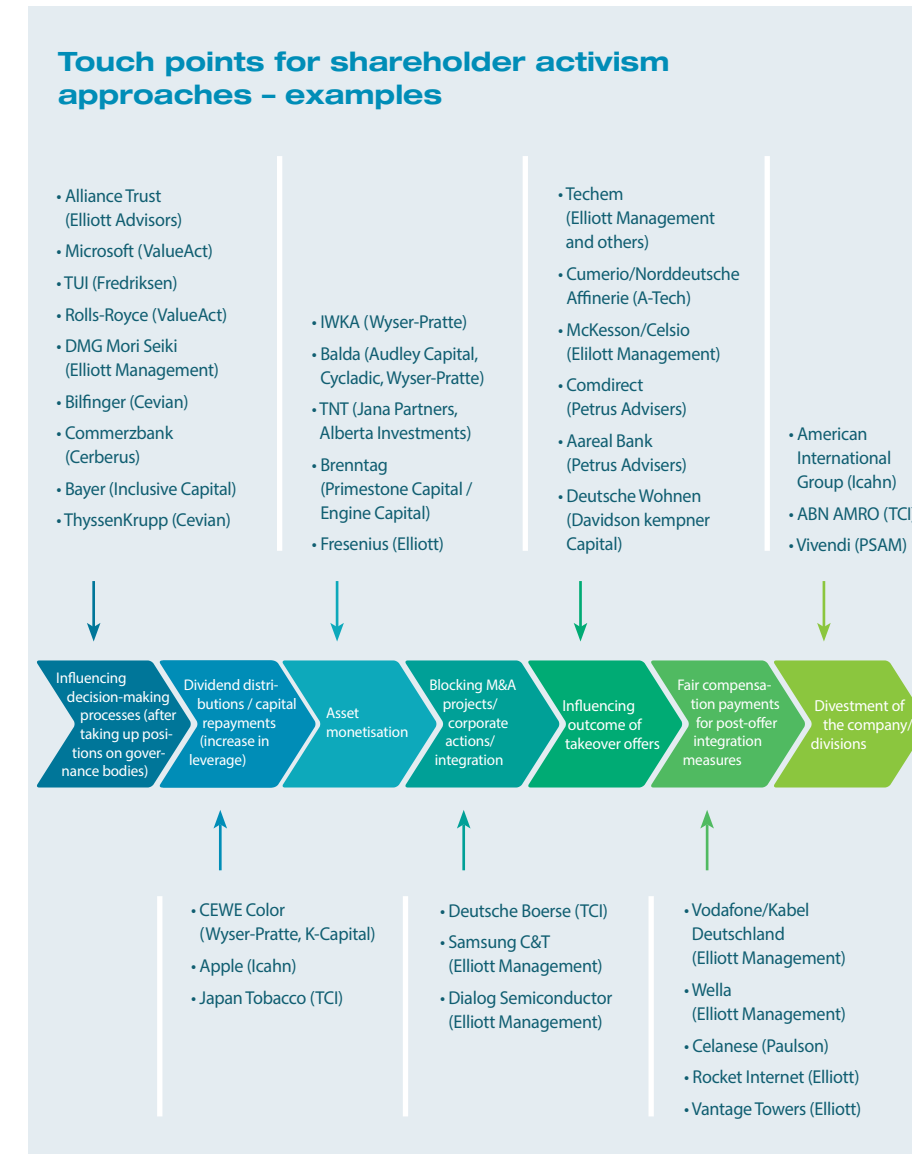 Touch points for shareholder activism
approaches – examples
• Alliance Trust
(Elliott Advisors)
• Microsoft (ValueAct)
• TUI (Fredriksen)
• Rolls-Royce (ValueAct)
• DMG Mori Seiki
(Elliott Management)
• Bilfinger (Cevian)
• Commerzbank
(Cerberus)
• Bayer (Inclusive Capital)
• ThyssenKrupp (Cevian)
• IWKA (Wyser-Pratte)
• Balda (Audley Capital,
Cycladic, Wyser-Pratte)
• TNT (Jana Partners,
Alberta Investments)
• Brenntag
(Primestone Capital /
Engine Capital)
• Fresenius (Elliott)
• Techem
(Elliott Management
and others)
• Cumerio/Norddeutsche
Affinerie (A-Tech)
• McKesson/Celsio
(Elilott Management)
• Comdirect
(Petrus Advisers)
• Aareal Bank
(Petrus Advisers)
• Deutsche Wohnen
(Davidson kempner
Capital)
• American
International
Group (Icahn)
• ABN AMRO (TCI)
• Vivendi (PSAM)
Influencing
decision-making
processes (after
taking up posi-
tions on gover-
nance bodies)
Dividend distri-
butions / capital
repayments
(increase in
leverage)
Asset
monetisation
Blocking M&A
projects/
corporate
actions/
integration
Influencing
outcome of
takeover offers
Fair compensa-
tion payments
for post-offer
integration
measures
Divestment of
the company/
divisions
• CEWE Color
(Wyser-Pratte, K-Capital)
• Apple (Icahn)
• Japan Tobacco (TCI)
• Deutsche Boerse (TCI)
• Samsung C&T
(Elliott Management)
• Dialog Semiconductor
(Elliott Management)
• Vodafone/Kabel
Deutschland
(Elliott Management)
• Wella
(Elliott Management)
• Celanese (Paulson)
• Rocket Internet (Elliott)
• Vantage Towers (Elliott)